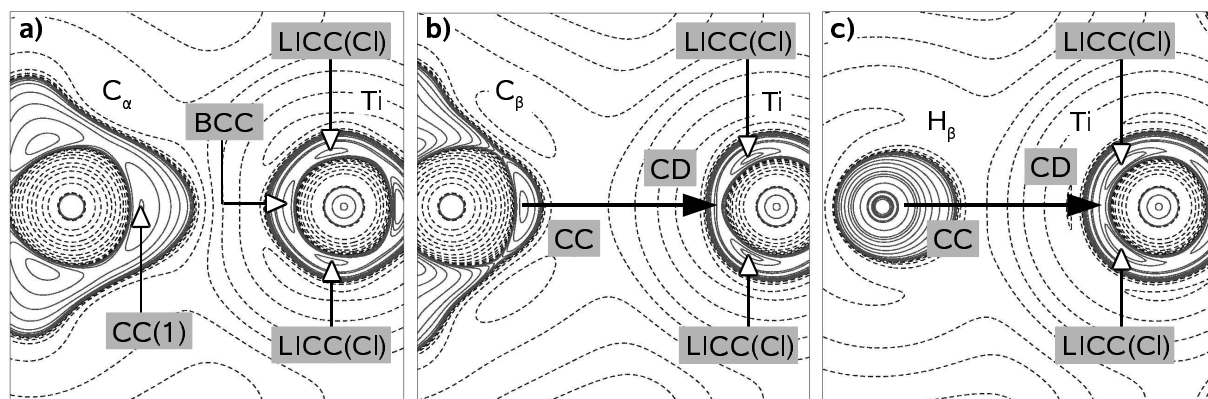 a)
LICC(Cl)
Cα
Ti
BCC
CC(1)
LICC(Cl)
b)
LICC(Cl)
Cβ
Ti
CD
CC
LICC(Cl)
c)
LICC(Cl)
Hβ
Ti
CD
CC
LICC(Cl)